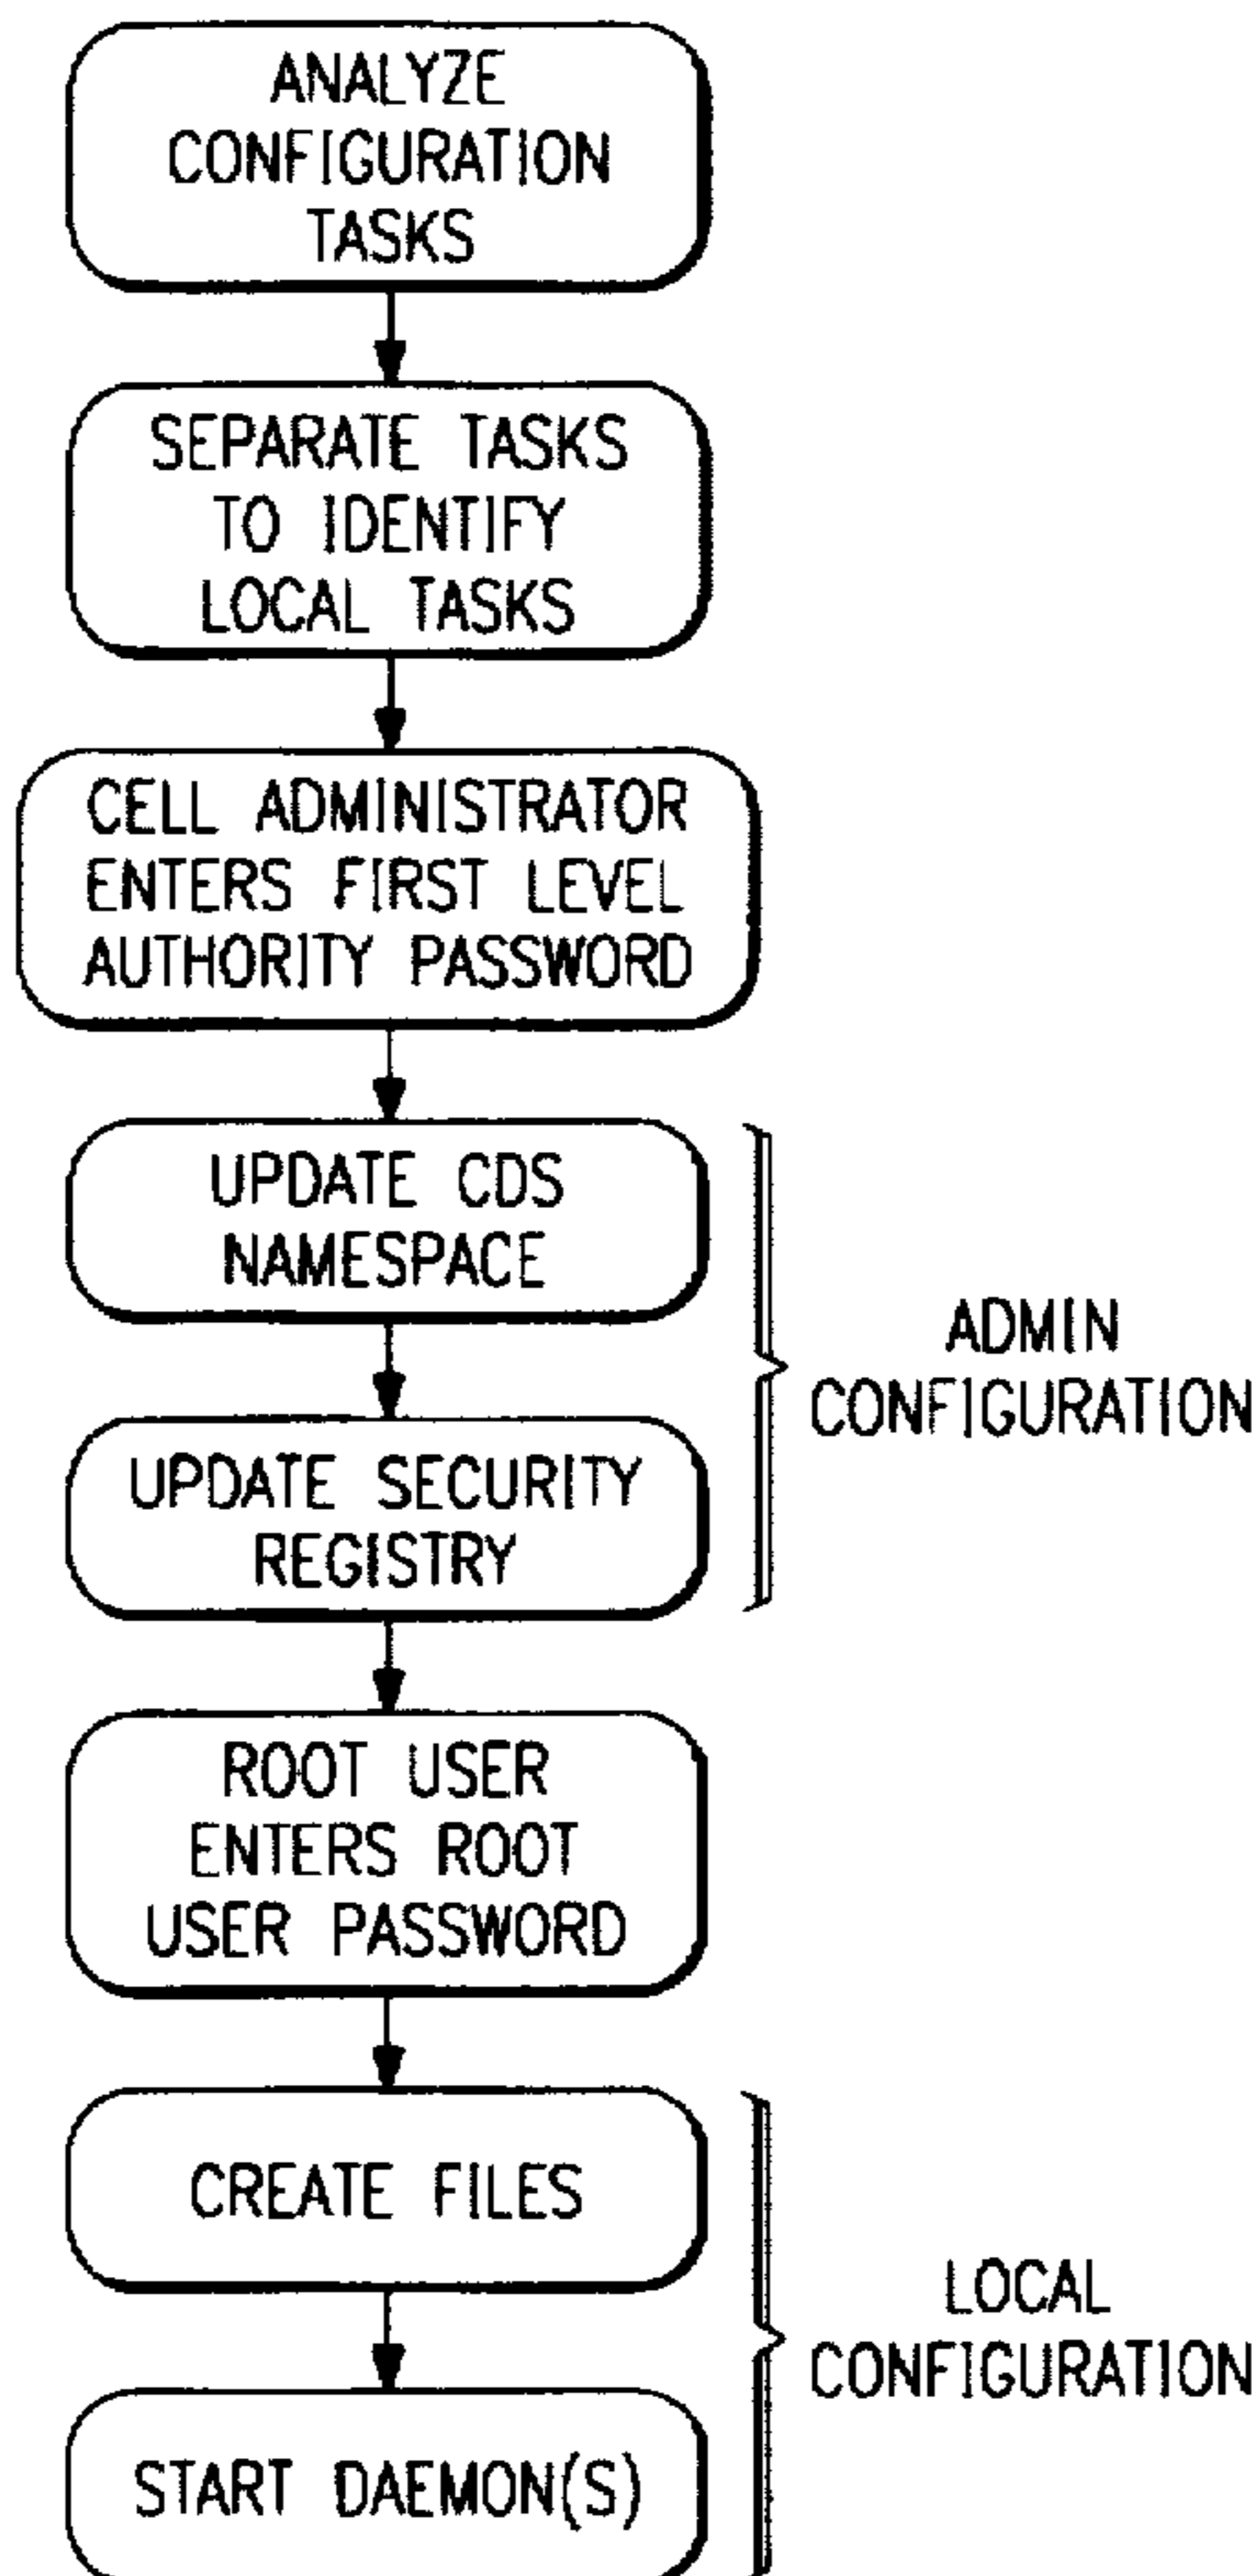 ANALYZE
CONFIGURATION
TASKS
SEPARATE TASKS
TO IDENTIFY
LOCAL TASKS
CELL ADMINISTRATOR
ENTERS FIRST LEVEL
AUTHORITY PASSWORD
UPDATE CDS
NAMESPACE
UPDATE SECURITY
REGISTRY
ADMIN
CONFIGURATION
ROOT USER
ENTERS ROOT
USER PASSWORD
CREATE FILES
START DAEMON(S)
LOCAL
CONFIGURATION